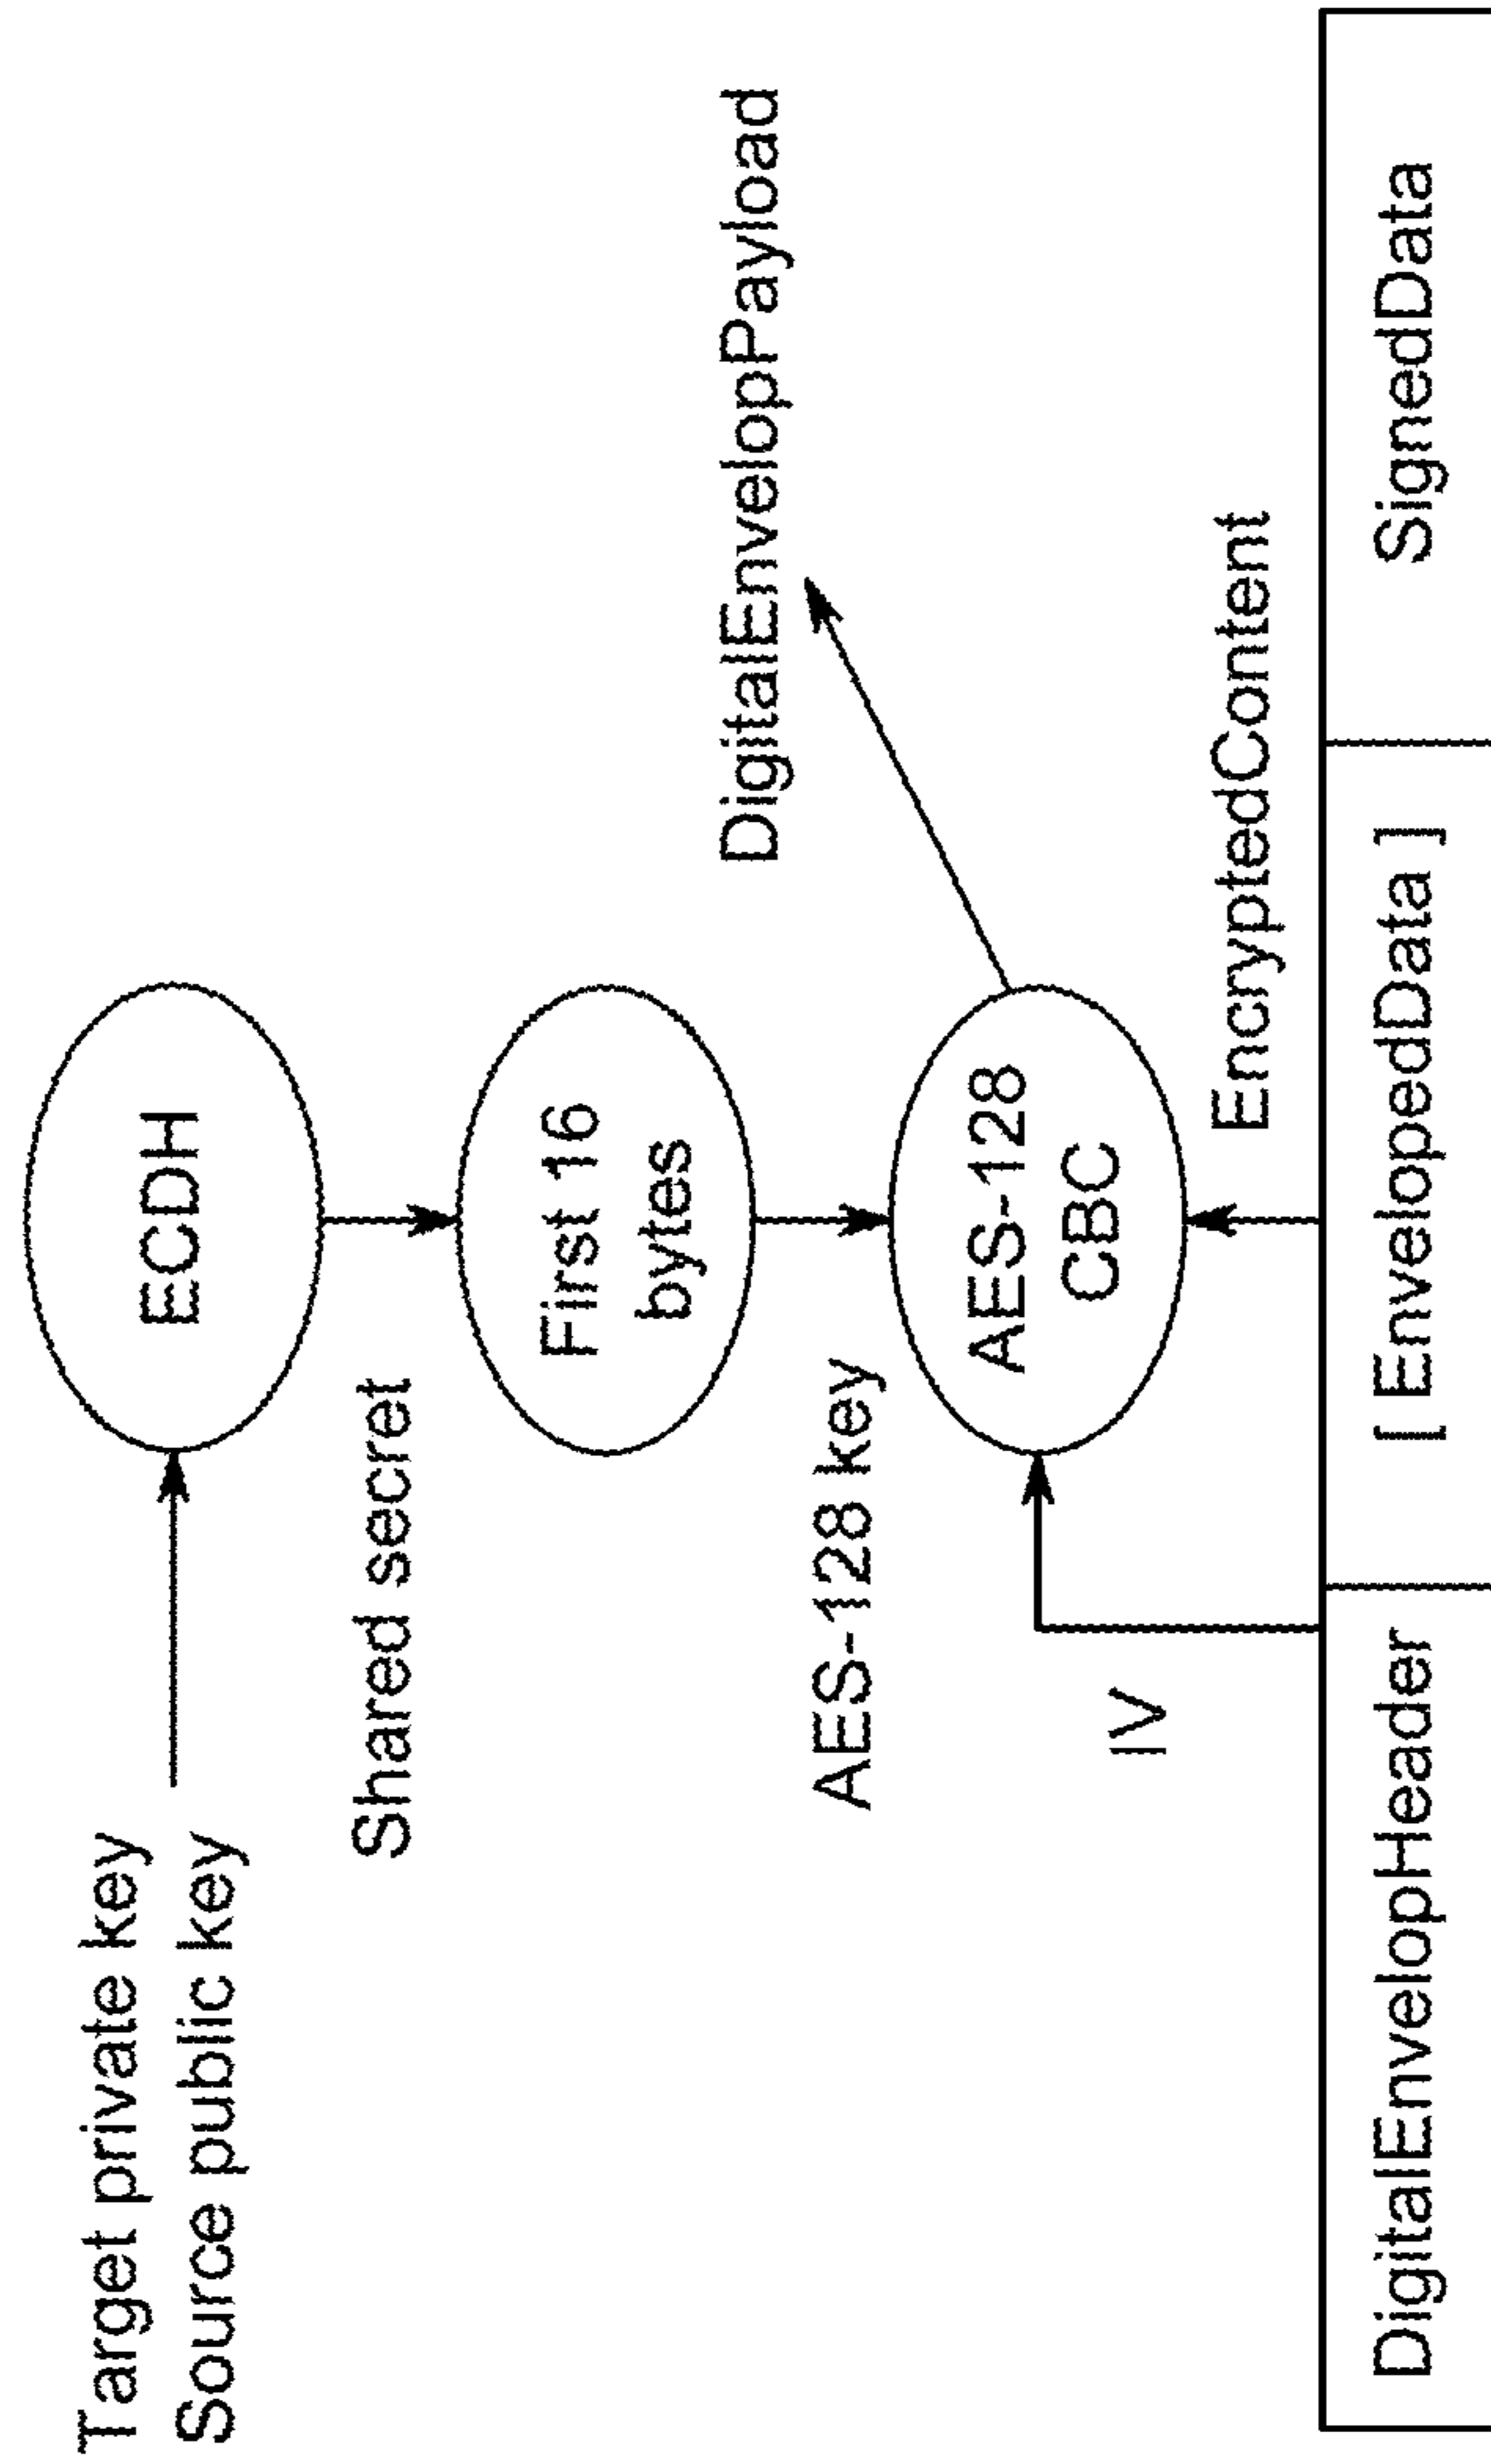 Target private key
Source public key
ECDH
Shared secret
First 16
bytes
AES-128 key
AES-128
CBC
DigitalEnvelopPayload
IV
EncryptedContent
DigitalEnvelopHeader
[ EnvelopedData ]
SignedData